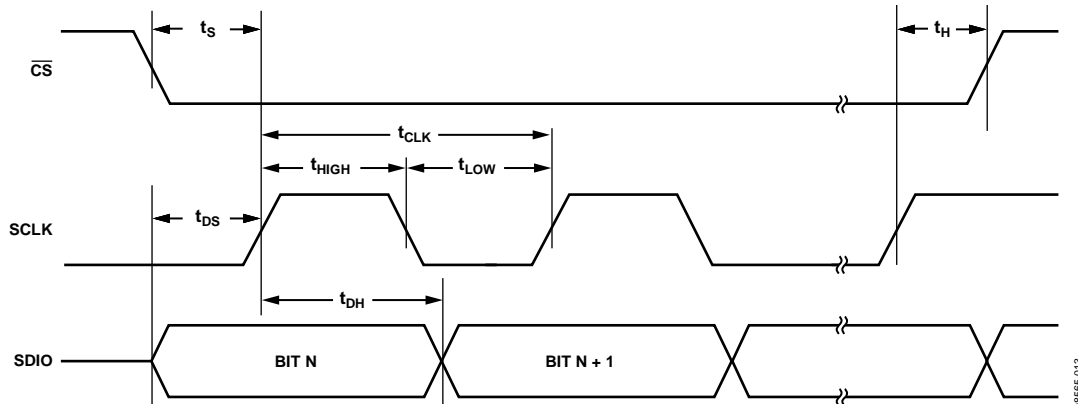 tS
tH
CS
tCLK
tHIGH
tLOW
tDS
SCLK
tDH
SDIO
BIT N
BIT N + 1